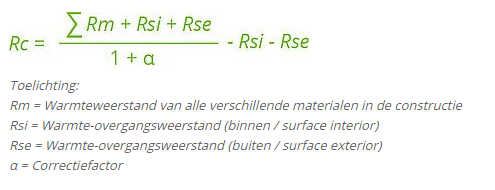 Rc = ∑ Rm + Rsi + Rse / 1 + α - Rsi - Rse
Toelichting:
Rm = Warmteweerstand van alle verschillende materialen in de constructie
Rsi = Warmte-overgangsweerstand (binnen / surface interior)
Rse = Warmte-overgangsweerstand (buiten / surface exterior)
α = Correctiefactor